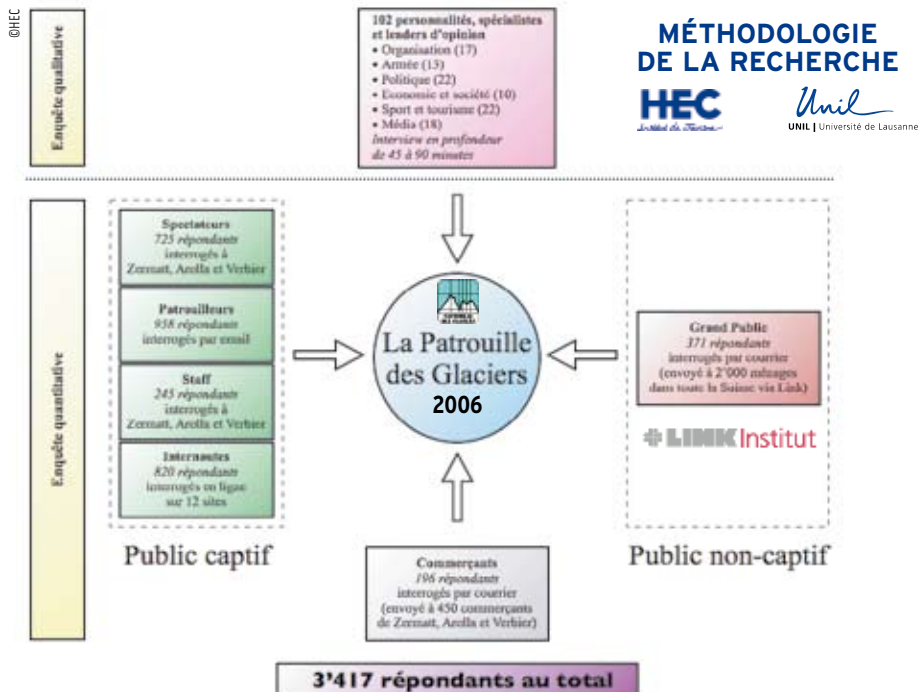 ©HEC
Enquête qualitative
102 personnalités, spécialistes
et leaders d'opinion
• Organisation (17)
• Armée (13)
• Politique (22)
• Economie et société (10)
• Sport et tourisme (22)
• Média (18)
Interview en profondeur
de 45 à 90 minutes
MÉTHODOLOGIE
DE LA RECHERCHE
HEC
Unil
UNIL | Université de Lausanne
Enquête quantitative
Spectateurs
725 répondants
interrogés à
Zermatt, Arolla et Verbier
Patrouilleurs
958 répondants
interrogés par email
Staff
245 répondants
interrogés à
Zermatt, Arolla et Verbier
Internautes
820 répondants
interrogés en ligne
sur 12 sites
Public captif
La Patrouille
des Glaciers
2006
Grand Public
371 répondants
interrogés par courrier
(envoyé à 2'000 ménages
dans toute la Suisse via Link)
LINK Institut
Public non-captif
Commerçants
196 répondants
interrogés par courrier
(envoyé à 450 commerçants
de Zermatt, Arolla et Verbier)
3'417 répondants au total